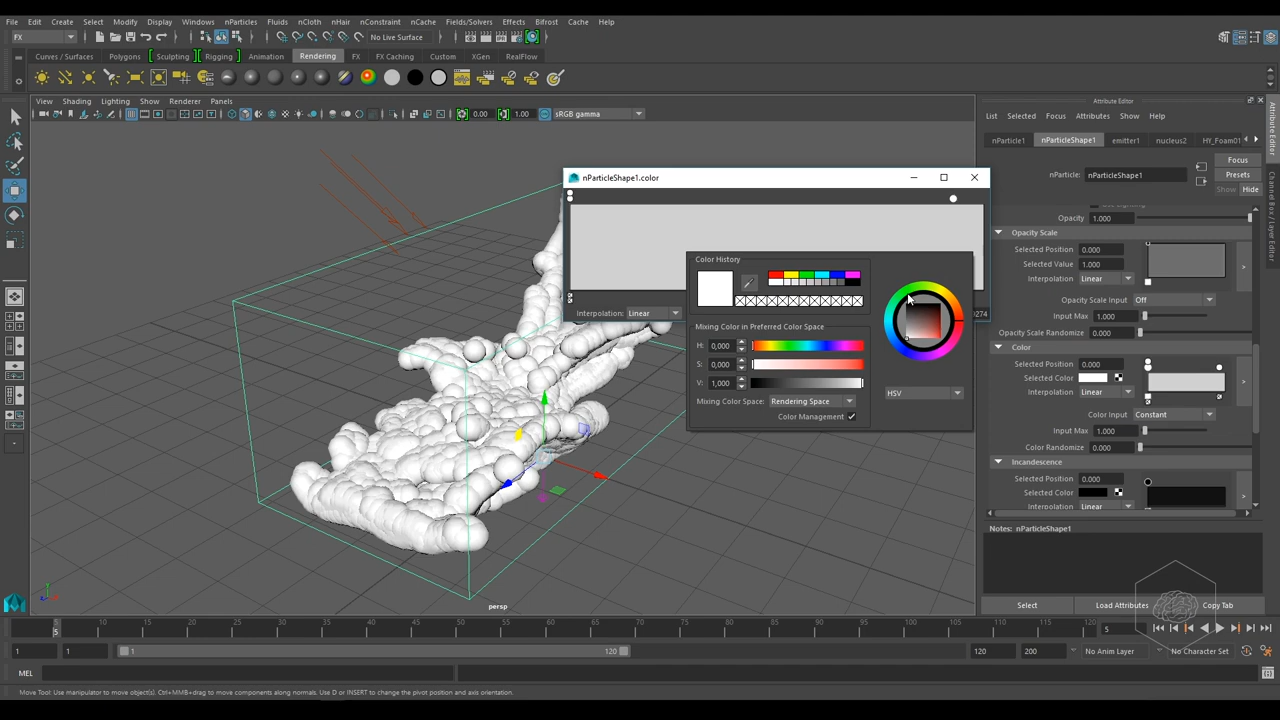 File Edit Create Select Modify Display Windows nParticles Fluids nCloth nHair nConstraint nCache Fields/Solvers Effects Bifrost Cache Help
FX No Live Surface
Curves / Surfaces Polygons Sculpting Rigging Animation Rendering FX FX Caching Custom XGen RealFlow
View Shading Lighting Show Renderer Panels
0.00 1.00 sRGB gamma
Attribute Editor
List Selected Focus Attributes Show Help
nParticle1 nParticleShape1 emitter1 nucleus2 HY_Foam01
Focus
nParticle: nParticleShape1 Presets
Show Hide
Attribute Editor
Channel Box / Layer Editor
nParticleShape1.color
Interpolation: Linear
Color History
Mixing Color in Preferred Color Space
H: 0,000
S: 0,000
V: 1,000
HSV
Mixing Color Space: Rendering Space
Color Management
Opacity 1.000
Opacity Scale
Selected Position 0.000
Selected Value 1.000
Interpolation Linear
Opacity Scale Input Off
Input Max 1.000
Opacity Scale Randomize 0.000
Color
Selected Position 0.000
Selected Color
Interpolation Linear
Color Input Constant
Input Max 1.000
Color Randomize 0.000
Incandescence
Selected Position 0.000
Selected Color
Interpolation Linear
Notes: nParticleShape1
Select Load Attributes Copy Tab
persp
5 10 15 20 25 30 35 40 45 50 55 60 65 70 75 80 85 90 95 100 105 110 115 120
5 5
1 1 1 120 120 200 No Anim Layer No Character Set
MEL
Move Tool: Use manipulator to move object(s). Ctrl+MMB+drag to move components along normals. Use D or INSERT to change the pivot position and axis orientation.